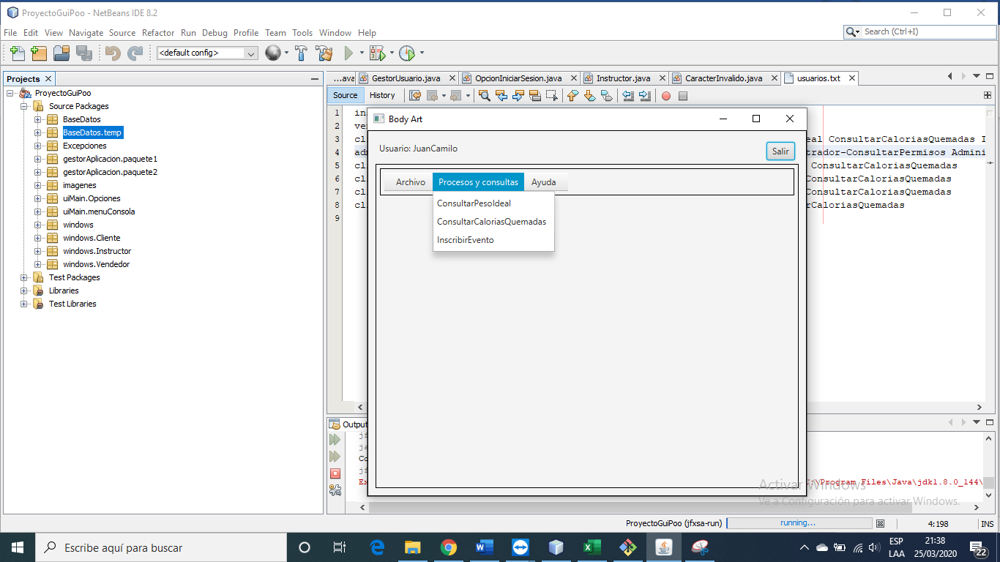 ProyectoGuiPoo - NetBeans IDE 8.2
File Edit View Navigate Source Refactor Run Debug Profile Team Tools Window Help
Search (Ctrl+I)
<default config>
Projects
ProyectoGuiPoo
Source Packages
BaseDatos
BaseDatos.temp
Excepciones
gestorAplicacion.paquete1
gestorAplicacion.paquete2
imagenes
uiMain.Opciones
uiMain.menuConsola
windows
windows.Cliente
windows.Instructor
windows.Vendedor
Test Packages
Libraries
Test Libraries
...ava GestorUsuario.java OpcionIniciarSesion.java Instructor.java CaracterInvalido.java usuarios.txt
Source History
1 in
2 ve
3 cl eal ConsultarCaloriasQuemadas I
4 adm trador-ConsultarPermisos Admini
5 cl ConsultarCaloriasQuemadas
6 cl ConsultarCaloriasQuemadas
7 cl ConsultarCaloriasQuemadas
8 cl rCaloriasQuemadas
9
Body Art
Usuario: JuanCamilo
Salir
Archivo Procesos y consultas Ayuda
ConsultarPesoIdeal
ConsultarCaloriasQuemadas
InscribirEvento
Output
jf
ja
Co
jf
Ex C:\Program Files\Java\jdk1.8.0_144\
Activar Windows
Ve a Configuración para activar Windows.
ProyectoGuiPoo (jfxsa-run) running... 4:198 INS
Escribe aquí para buscar
ESP
LAA
21:38
25/03/2020
22